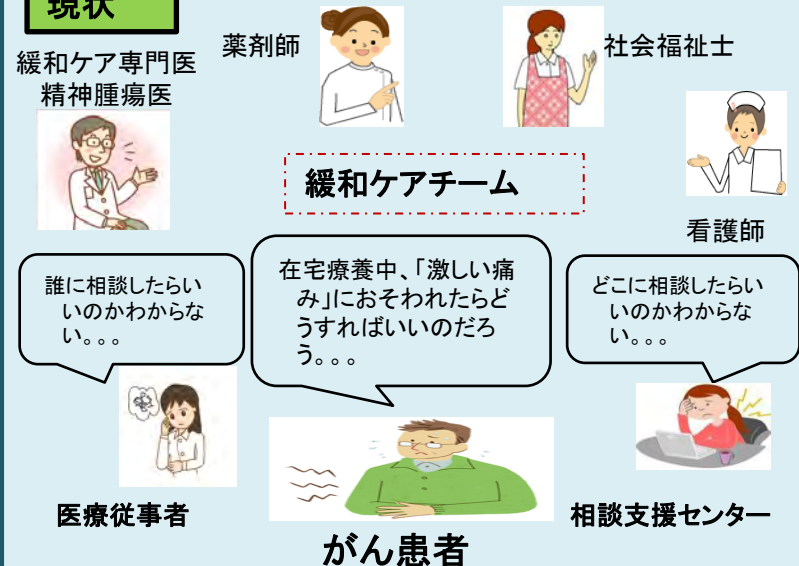 現状
緩和ケア専門医
精神腫瘍医
薬剤師
社会福祉士
看護師
緩和ケアチーム
誰に相談したらい
いのかわからな
い。。。
在宅療養中、「激しい痛
み」におそわれたらど
うすればいいのだろ
う。。。
どこに相談したらい
いのかわからな
い。。。
医療従事者
がん患者
相談支援センター